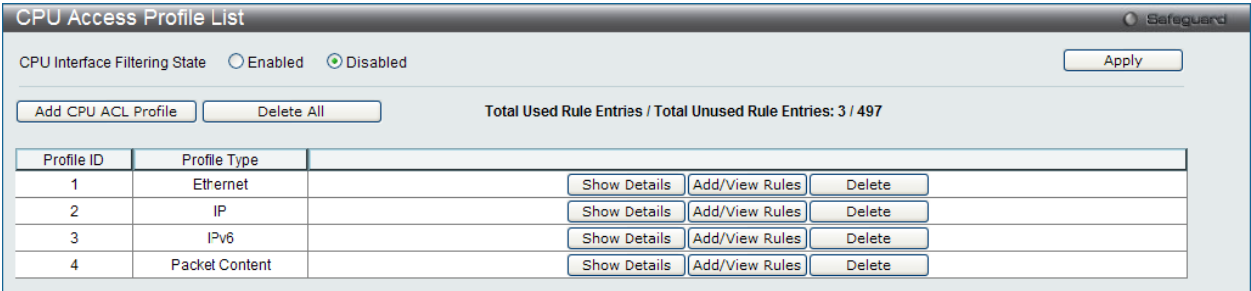 CPU Access Profile List Safeguard
CPU Interface Filtering State Enabled Disabled Apply
Add CPU ACL Profile Delete All Total Used Rule Entries / Total Unused Rule Entries: 3 / 497
Profile ID Profile Type
1 Ethernet Show Details Add/View Rules Delete
2 IP Show Details Add/View Rules Delete
3 IPv6 Show Details Add/View Rules Delete
4 Packet Content Show Details Add/View Rules Delete